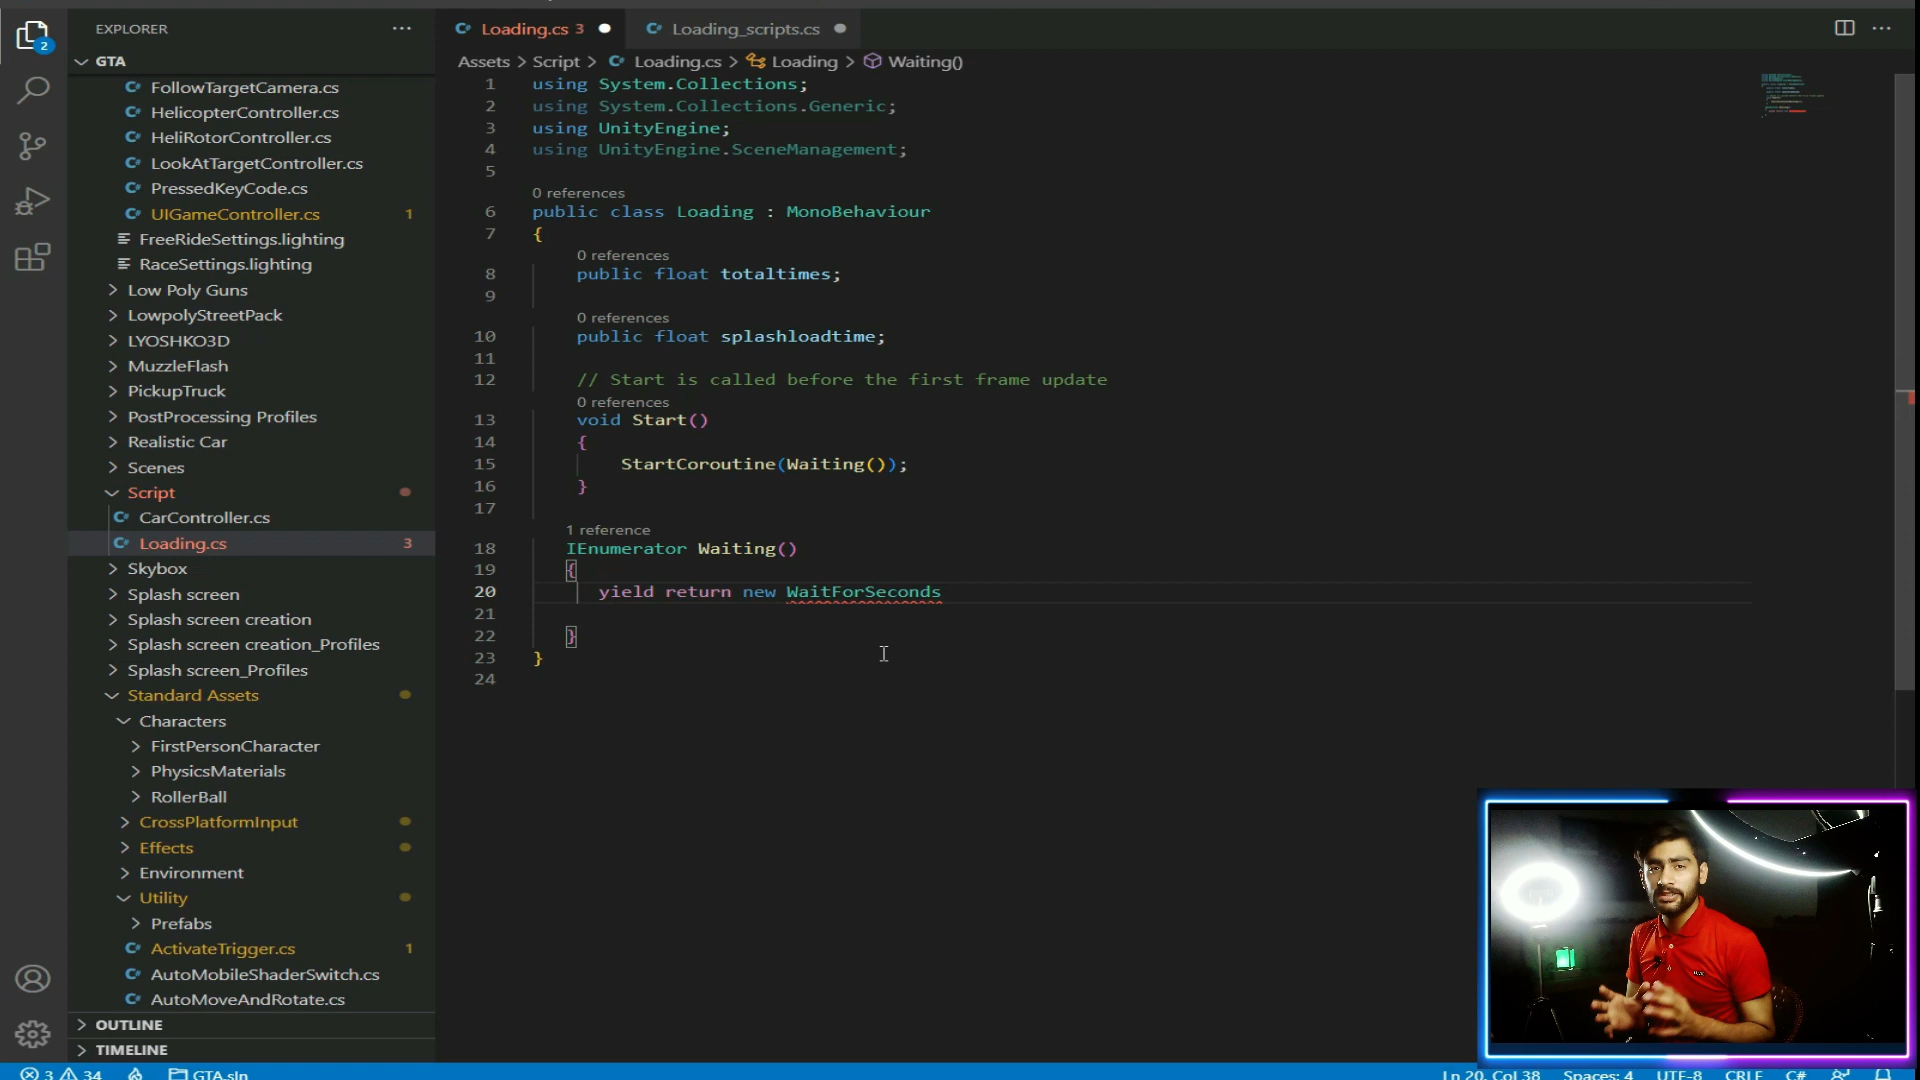 EXPLORER
GTA
FollowTargetCamera.cs
HelicopterController.cs
HeliRotorController.cs
LookAtTargetController.cs
PressedKeyCode.cs
UIGameController.cs 1
FreeRideSettings.lighting
RaceSettings.lighting
Low Poly Guns
LowpolyStreetPack
LYOSHKO3D
MuzzleFlash
PickupTruck
PostProcessing Profiles
Realistic Car
Scenes
Script
CarController.cs
Loading.cs 3
Skybox
Splash screen
Splash screen creation
Splash screen creation_Profiles
Splash screen_Profiles
Standard Assets
Characters
FirstPersonCharacter
PhysicsMaterials
RollerBall
CrossPlatformInput
Effects
Environment
Utility
Prefabs
ActivateTrigger.cs 1
AutoMobileShaderSwitch.cs
AutoMoveAndRotate.cs
OUTLINE
TIMELINE
2
Loading.cs 3
Loading_scripts.cs
Assets > Script > Loading.cs > Loading > Waiting()
1 using System.Collections;
2 using System.Collections.Generic;
3 using UnityEngine;
4 using UnityEngine.SceneManagement;
5
0 references
6 public class Loading : MonoBehaviour
7 {
0 references
8 public float totaltimes;
9
0 references
10 public float splashloadtime;
11
12 // Start is called before the first frame update
0 references
13 void Start()
14 {
15 StartCoroutine(Waiting());
16 }
17
1 reference
18 IEnumerator Waiting()
19 {
20 yield return new WaitForSeconds
21
22 }
23 }
24
3 34 GTA.sln
Ln 20, Col 38 Spaces: 4 UTF-8 CRLF C#